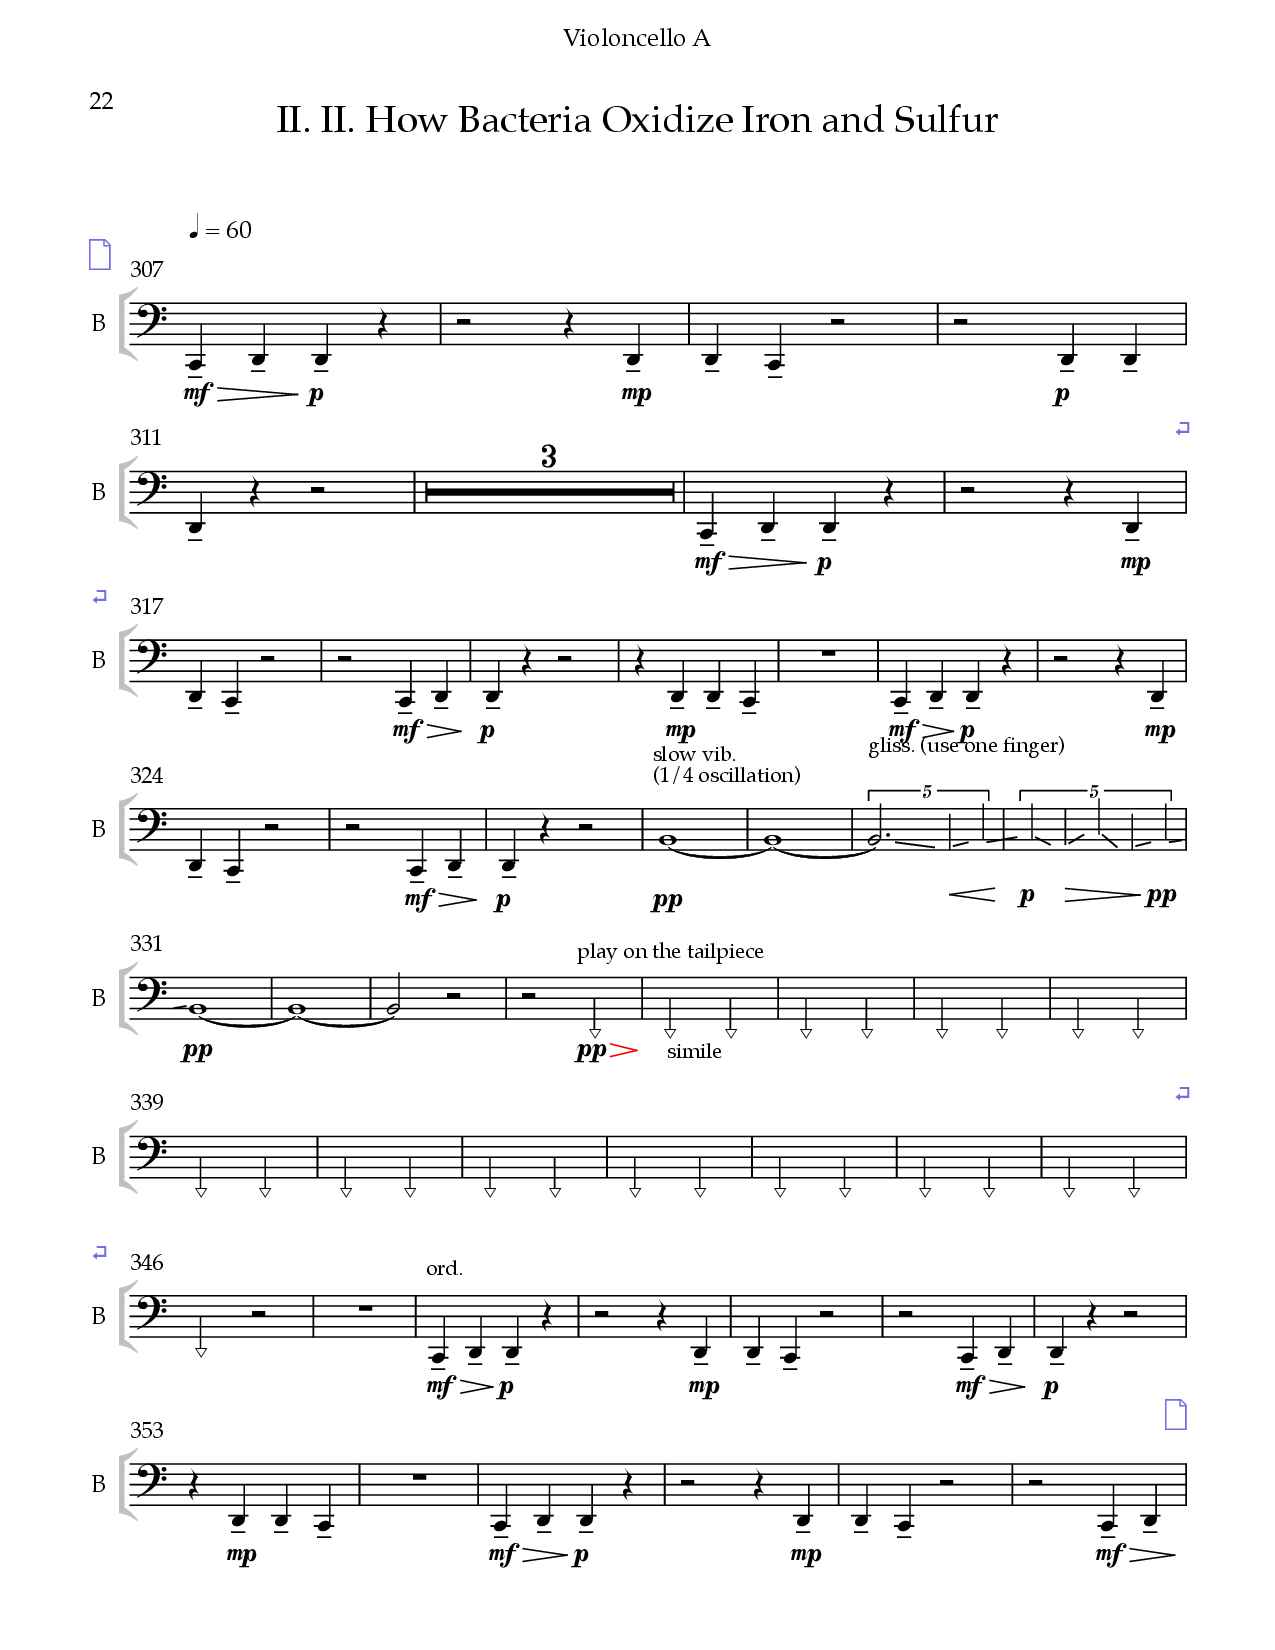 Violoncello A
22
II. II. How Bacteria Oxidize Iron and Sulfur
= 60
307
B
mf p mp p
311
3
B
mf p mp
317
B
mf p mp mf p mp
gliss. (use one finger)
slow vib.
(1/4 oscillation)
324
5 5
B
mf p pp p pp
331
play on the tailpiece
B
pp pp simile
339
B
346
ord.
B
mf p mp mf p
353
B
mp mf p mp mf